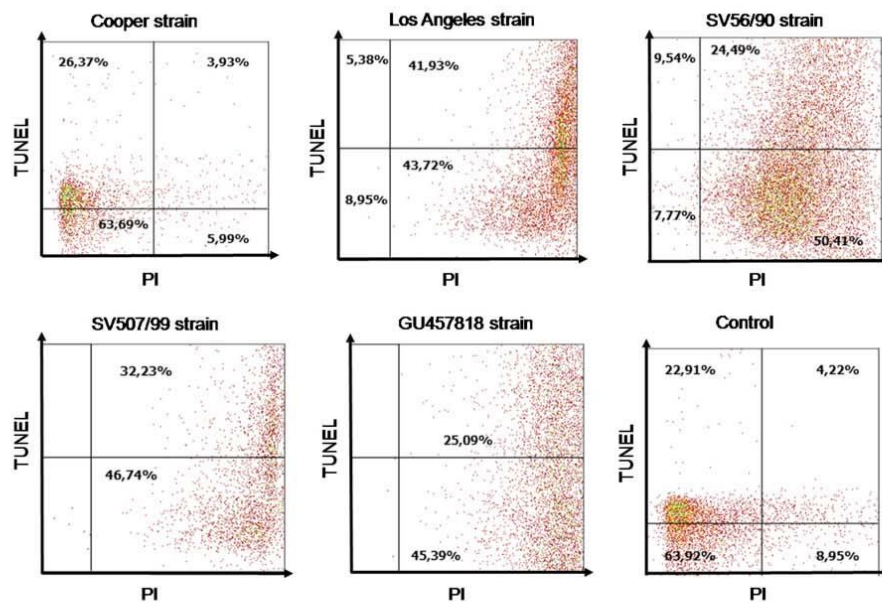 Cooper strain
26,37%
3,93%
63,69%
5,99%
TUNEL
PI
Los Angeles strain
5,38%
41,93%
43,72%
8,95%
TUNEL
PI
SV56/90 strain
9,54%
24,49%
7,77%
50,41%
TUNEL
PI
SV507/99 strain
32,23%
46,74%
TUNEL
PI
GU457818 strain
25,09%
45,39%
TUNEL
PI
Control
22,91%
4,22%
63,92%
8,95%
TUNEL
PI